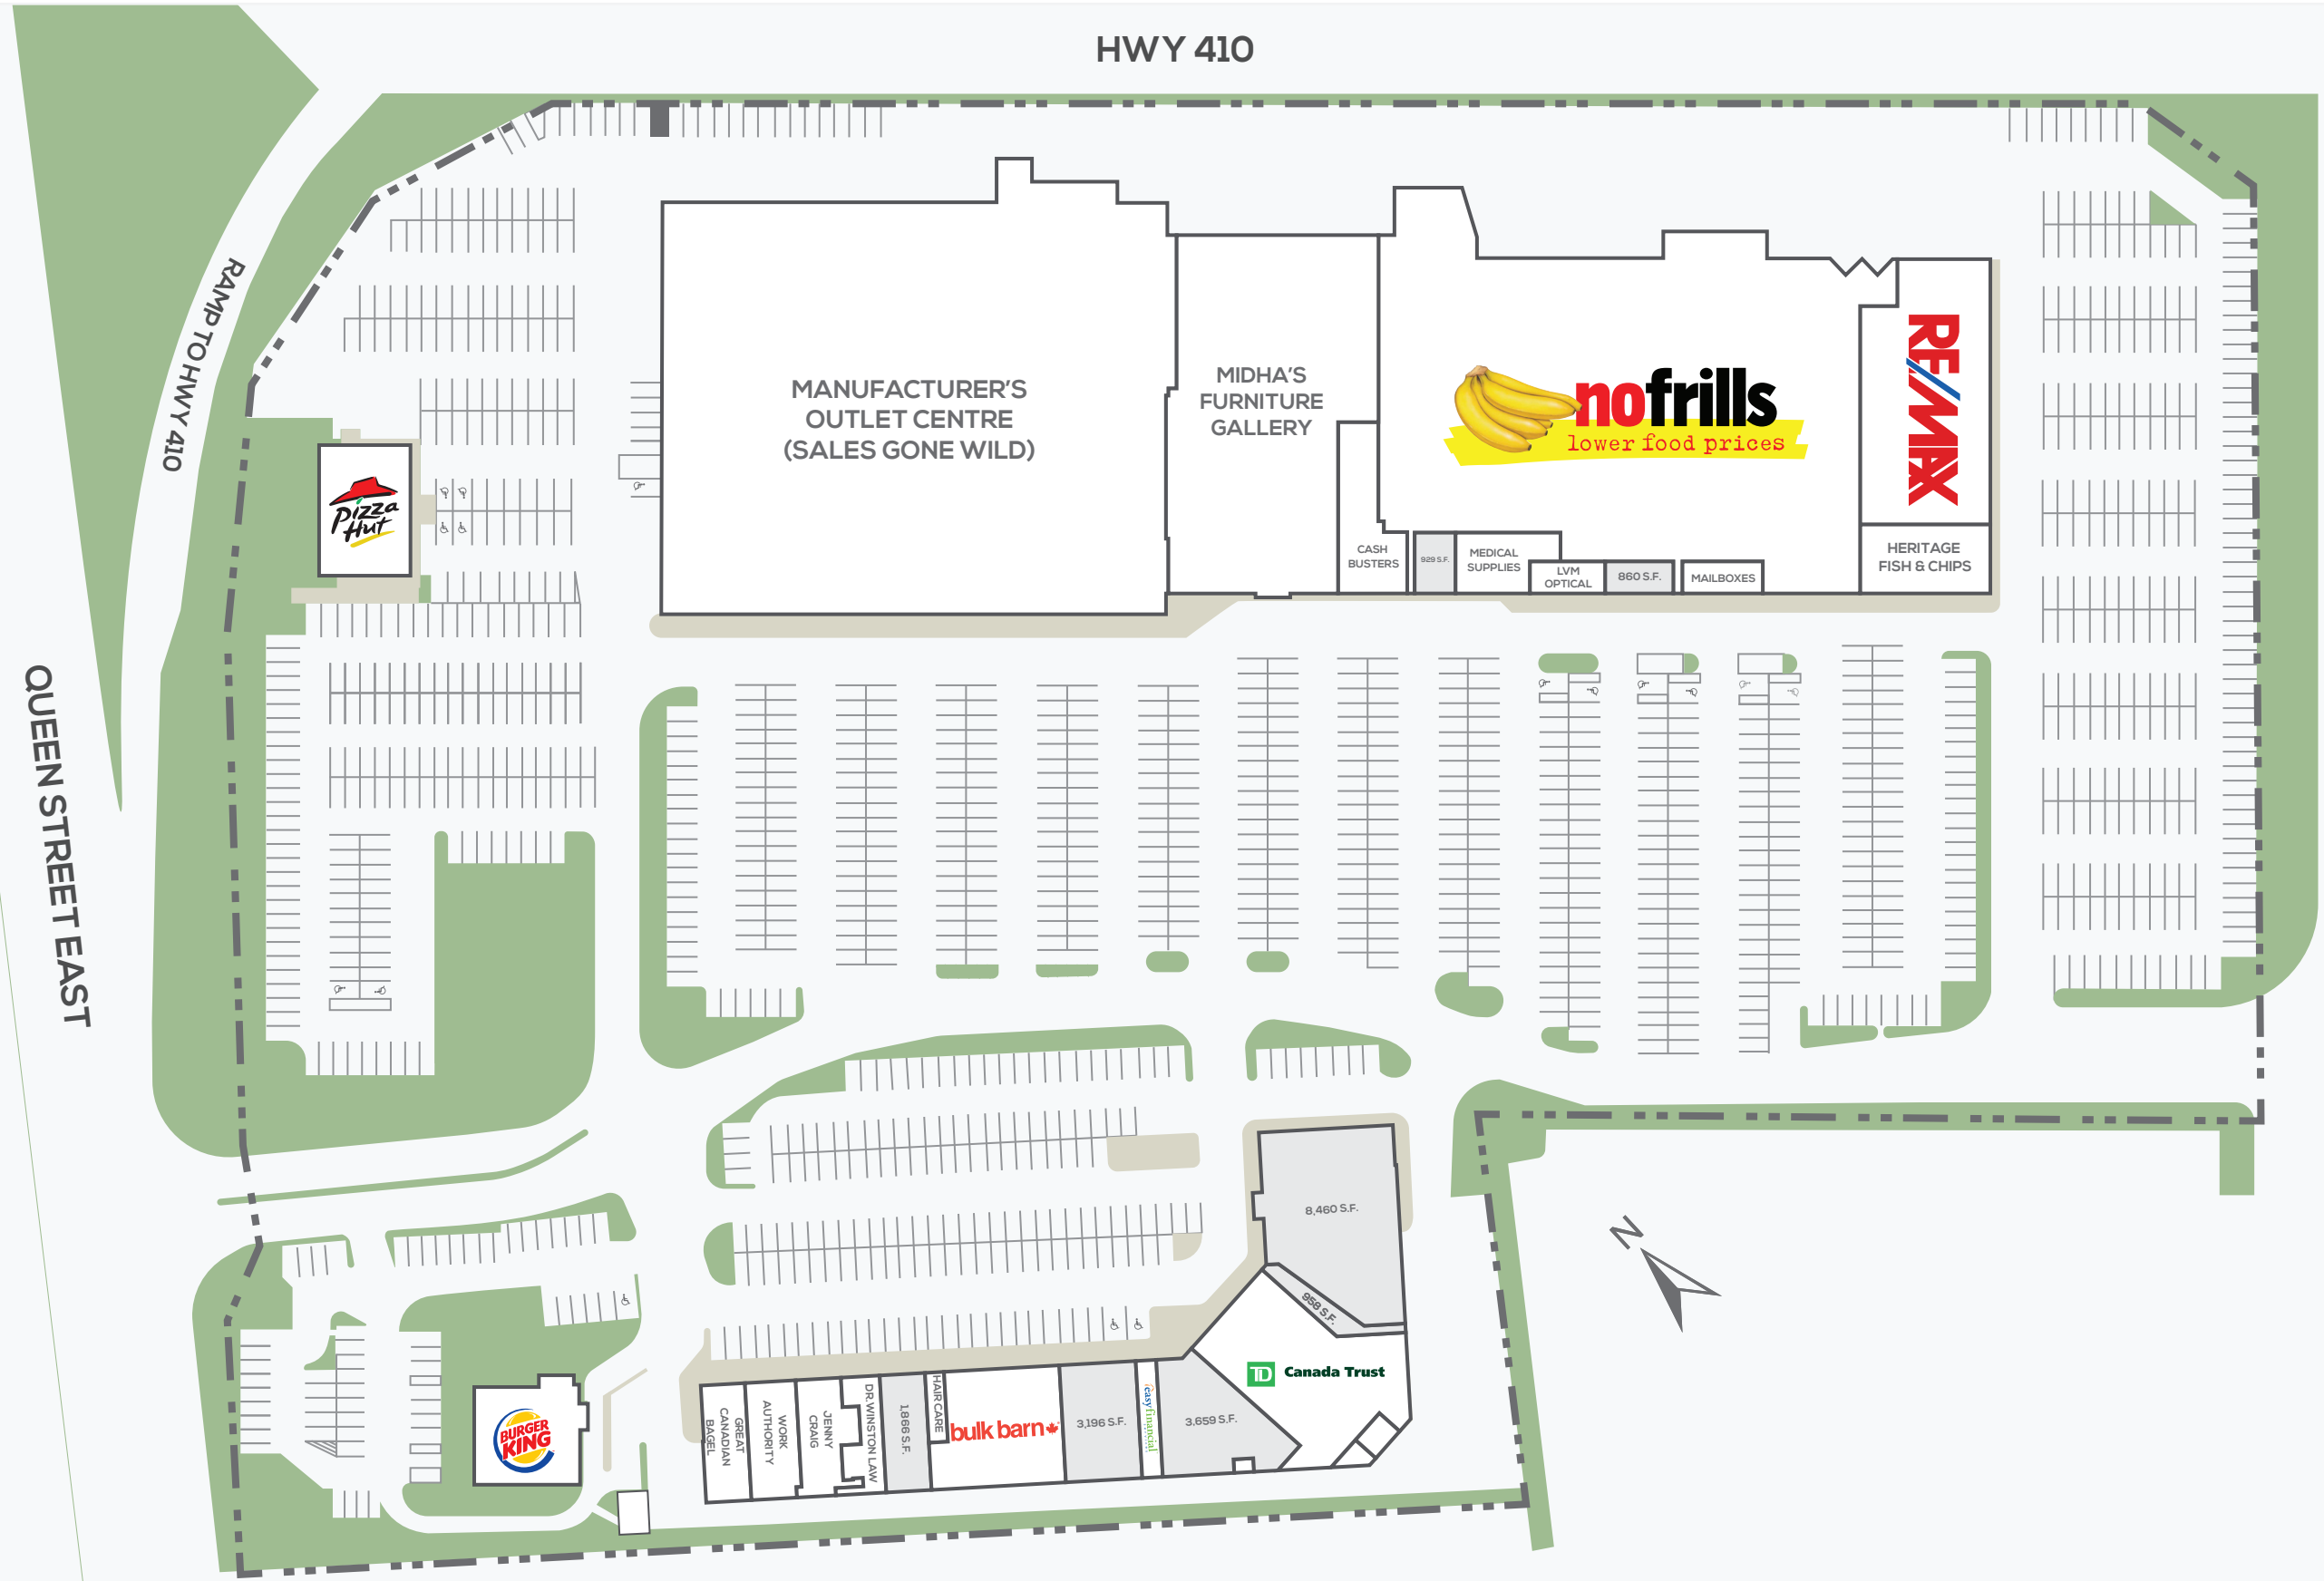 HWY 410
RAMP TO HWY 410
QUEEN STREET EAST
MANUFACTURER'S
OUTLET CENTRE
(SALES GONE WILD)
MIDHA'S
FURNITURE
GALLERY
nofrills
lower food prices
RE/MAX
Pizza
Hut
CASH
BUSTERS
929 S.F.
MEDICAL
SUPPLIES
LVM
OPTICAL
860 S.F.
MAILBOXES
HERITAGE
FISH & CHIPS
8,460 S.F.
N
958 S.F.
TD Canada Trust
BURGER
KING
GREAT
CANADIAN
BAGEL
WORK
AUTHORITY
JENNY
CRAIG
DR. WINSTON LAW
1,866 S.F.
HAIR CARE
bulk barn
3,196 S.F.
easyfinancial
3,659 S.F.